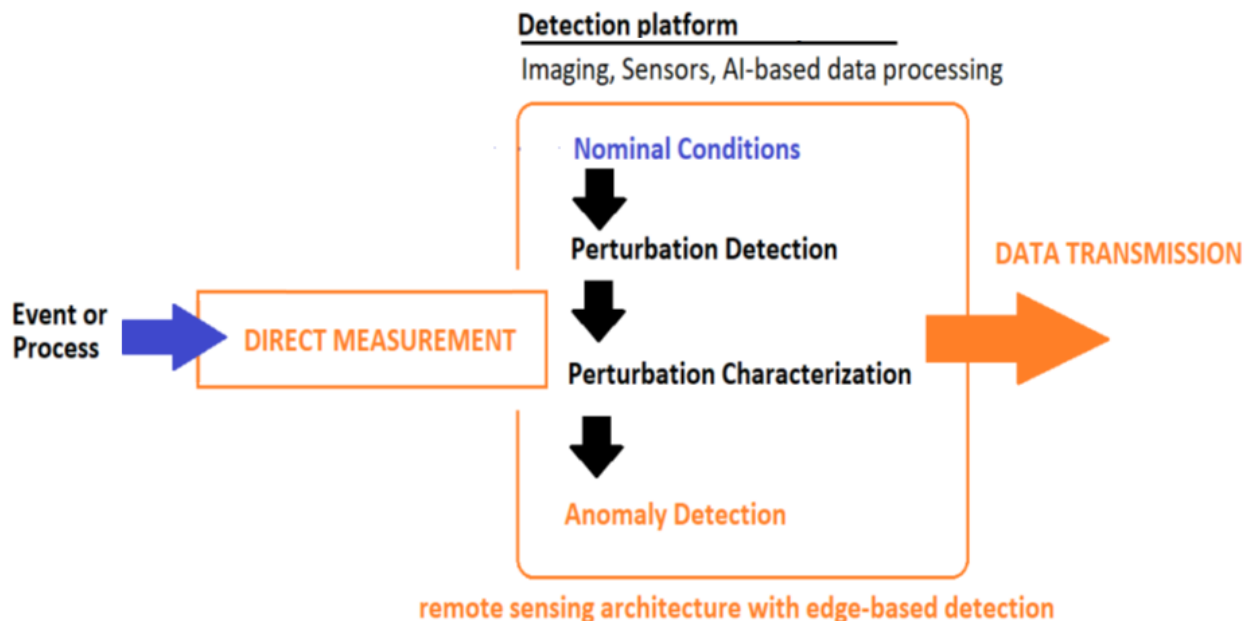 Detection platform
Imaging, Sensors, AI-based data processing
Nominal Conditions
Perturbation Detection
DATA TRANSMISSION
Event or
Process
DIRECT MEASUREMENT
Perturbation Characterization
Anomaly Detection
remote sensing architecture with edge-based detection